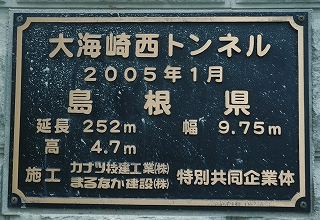 大海崎西トンネル
2005年1月
島根県
延長 252m 幅 9.75m
高 4.7m
施工 カナツ技建工業㈱ 特別共同企業体
まるなか建設㈱